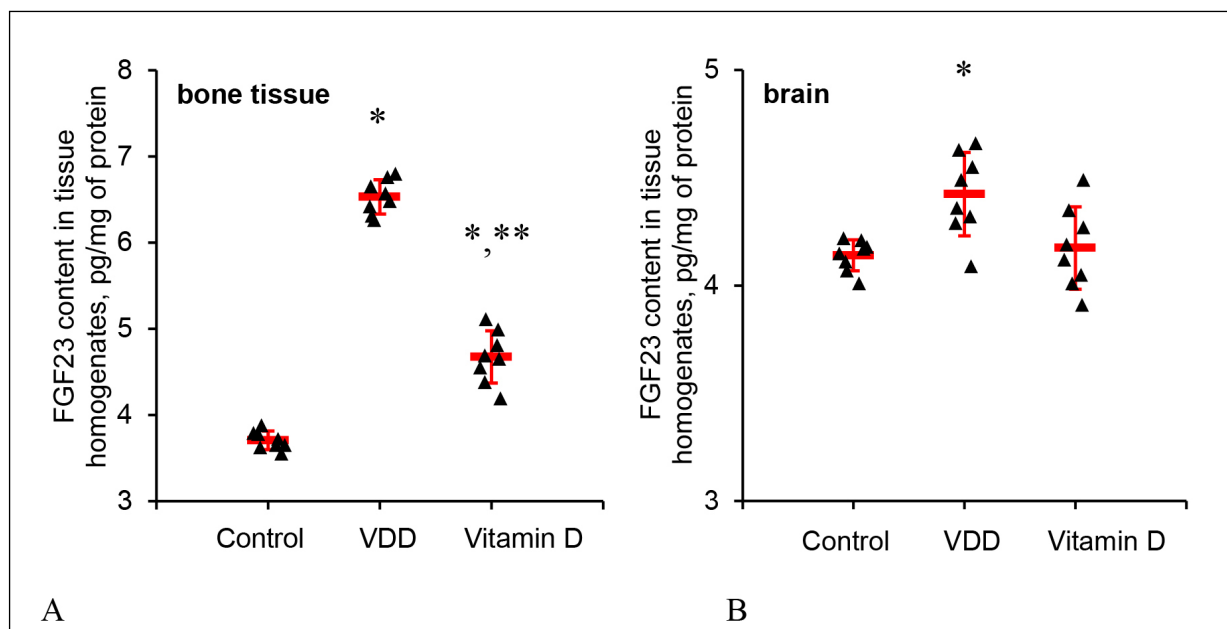 FGF23 content in tissue
homogenates, pg/mg of protein
8
7
6
5
4
3
bone tissue
*
*,**
Control
VDD
Vitamin D
A
FGF23 content in tissue
homogenates, pg/mg of protein
5
4
3
brain
*
Control
VDD
Vitamin D
B